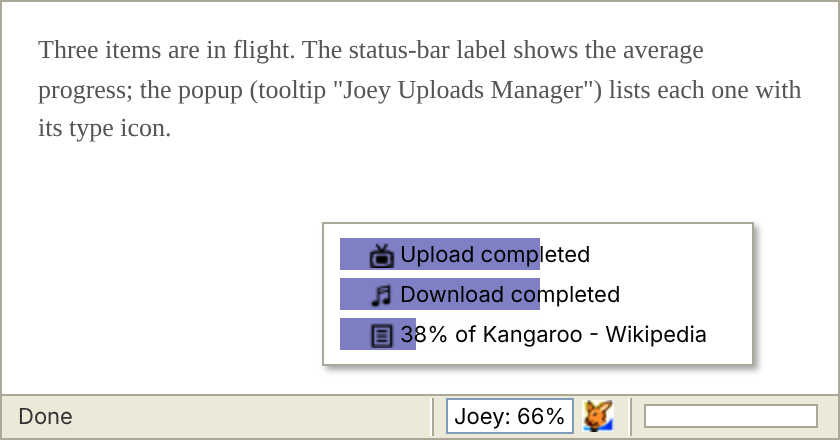 Three items are in flight. The status-bar label shows the average
progress; the popup (tooltip "Joey Uploads Manager") lists each one with
its type icon.
Upload completed
Download completed
38% of Kangaroo - Wikipedia
Done
Joey: 66%